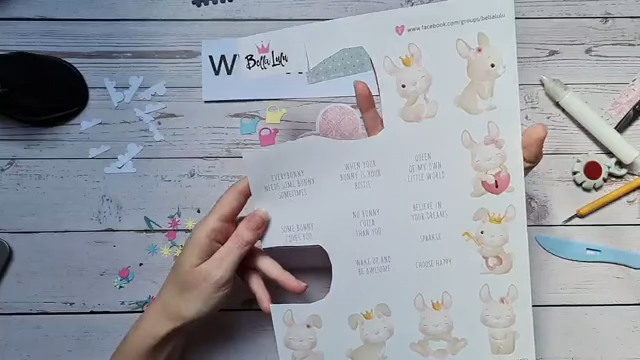 www.facebook.com/groups/bellalulu
W
Bella Lulu
EVERYBUNNY
NEEDS SOME BUNNY
SOMETIMES
WHEN YOUR
BUNNY IS YOUR
BESTIE
QUEEN
OF MY OWN
LITTLE WORLD
SOME BUNNY
LOVES YOU
NO BUNNY
CUTER
THAN YOU
BELIEVE IN
YOUR DREAMS
SPARKLE
WAKE UP AND
BE AWESOME
CHOOSE HAPPY